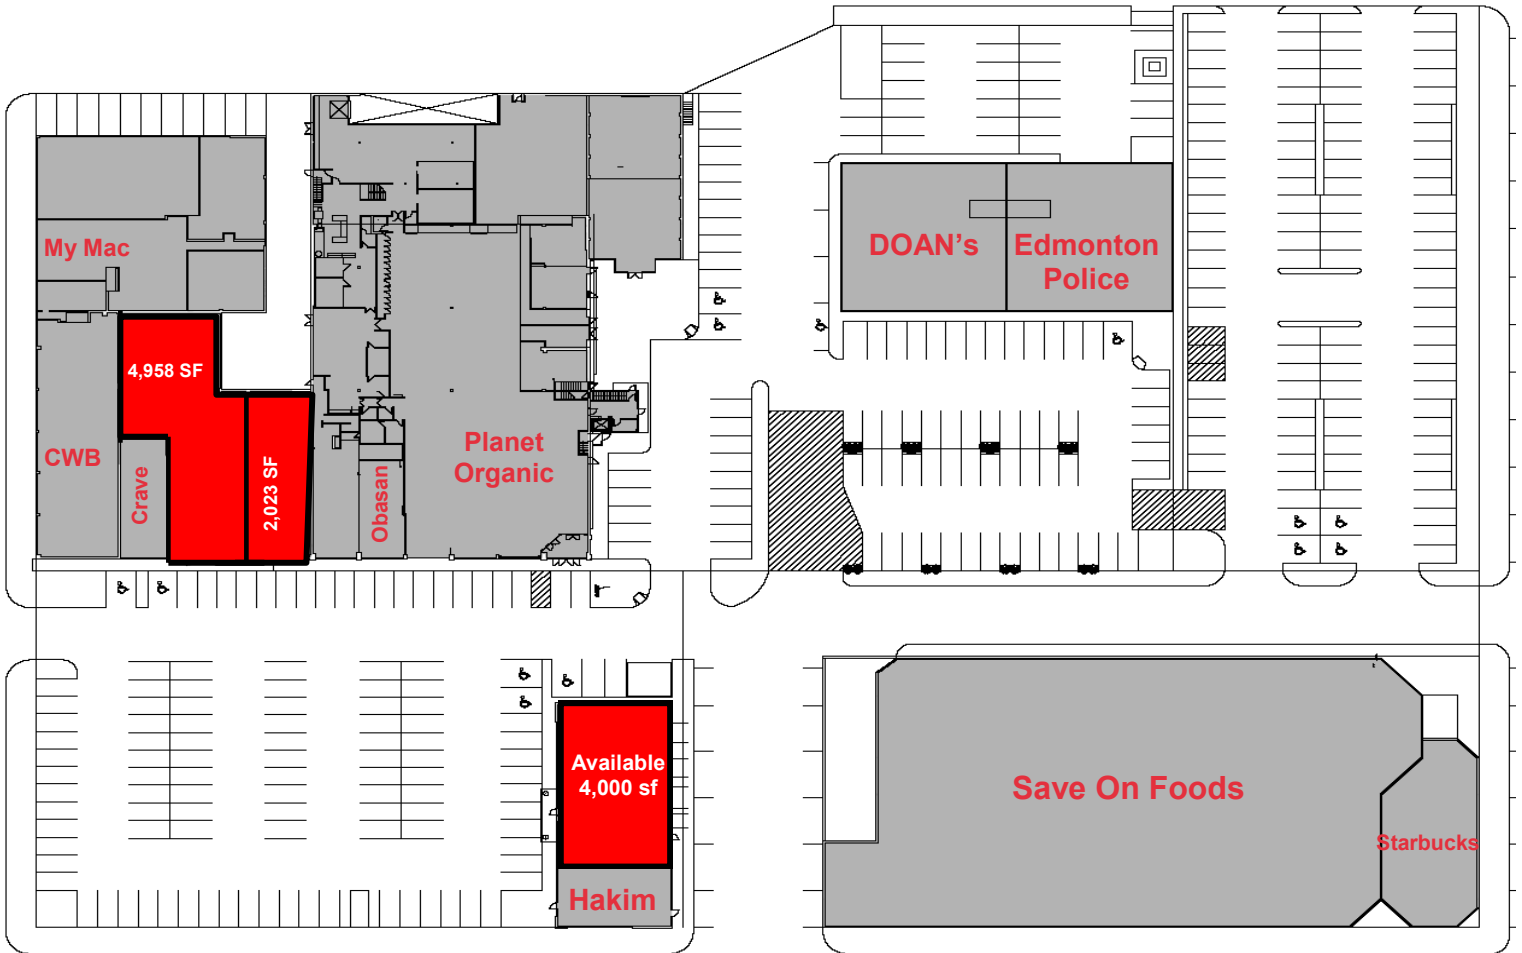 My Mac
DOAN's
Edmonton
Police
4,958 SF
CWB
Crave
2,023 SF
Obasan
Planet
Organic
Available
4,000 sf
Hakim
Save On Foods
Starbucks